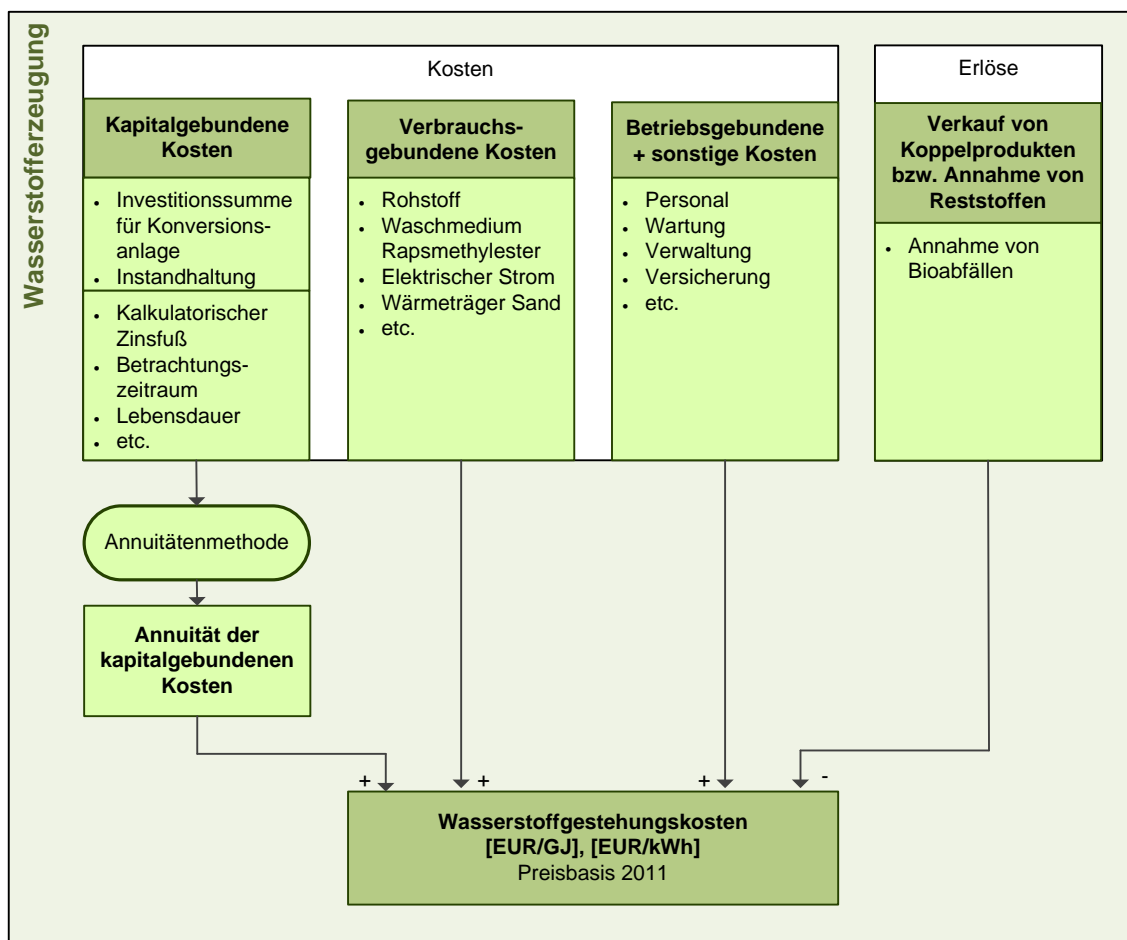 Wasserstofferzeugung
Kosten
Kapitalgebundene
Kosten
• Investitionssumme
für Konversions-
anlage
• Instandhaltung
• Kalkulatorischer
Zinsfuß
• Betrachtungs-
zeitraum
• Lebensdauer
• etc.
Verbrauchs-
gebundene Kosten
• Rohstoff
• Waschmedium
Rapsmethylester
• Elektrischer Strom
• Wärmeträger Sand
• etc.
Betriebsgebundene
+ sonstige Kosten
• Personal
• Wartung
• Verwaltung
• Versicherung
• etc.
Erlöse
Verkauf von
Koppelprodukten
bzw. Annahme von
Reststoffen
• Annahme von
Bioabfällen
Annuitätenmethode
Annuität der
kapitalgebundenen
Kosten
+
+
+
-
Wasserstoffgestehungskosten
[EUR/GJ], [EUR/kWh]
Preisbasis 2011